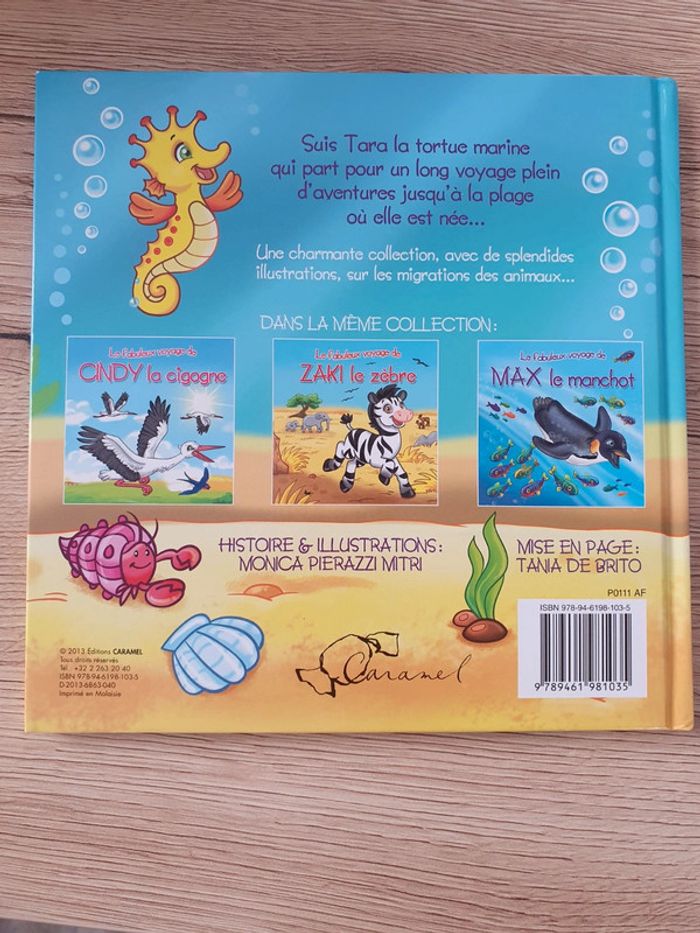 Suis Tara la tortue marine
qui part pour un long voyage plein
d'aventures jusqu'à la plage
où elle est née...
Une charmante collection, avec de splendides
illustrations, sur les migrations des animaux...
DANS LA MÊME COLLECTION :
Le fabuleux voyage de
CINDY la cigogne
Le fabuleux voyage de
ZAKI le zèbre
Le fabuleux voyage de
MAX le manchot
HISTOIRE & ILLUSTRATIONS :
MONICA PIERAZZI MITRI
MISE EN PAGE :
TANIA DE BRITO
P0111 AF
ISBN 978-94-6198-103-5
9 789461 981035
© 2013 Éditions CARAMEL
Tous droits réservés
Tél. +32 2 263 20 40
ISBN 978-94-6198-103-5
D-2013-6863-040
Imprimé en Malaisie
Caramel